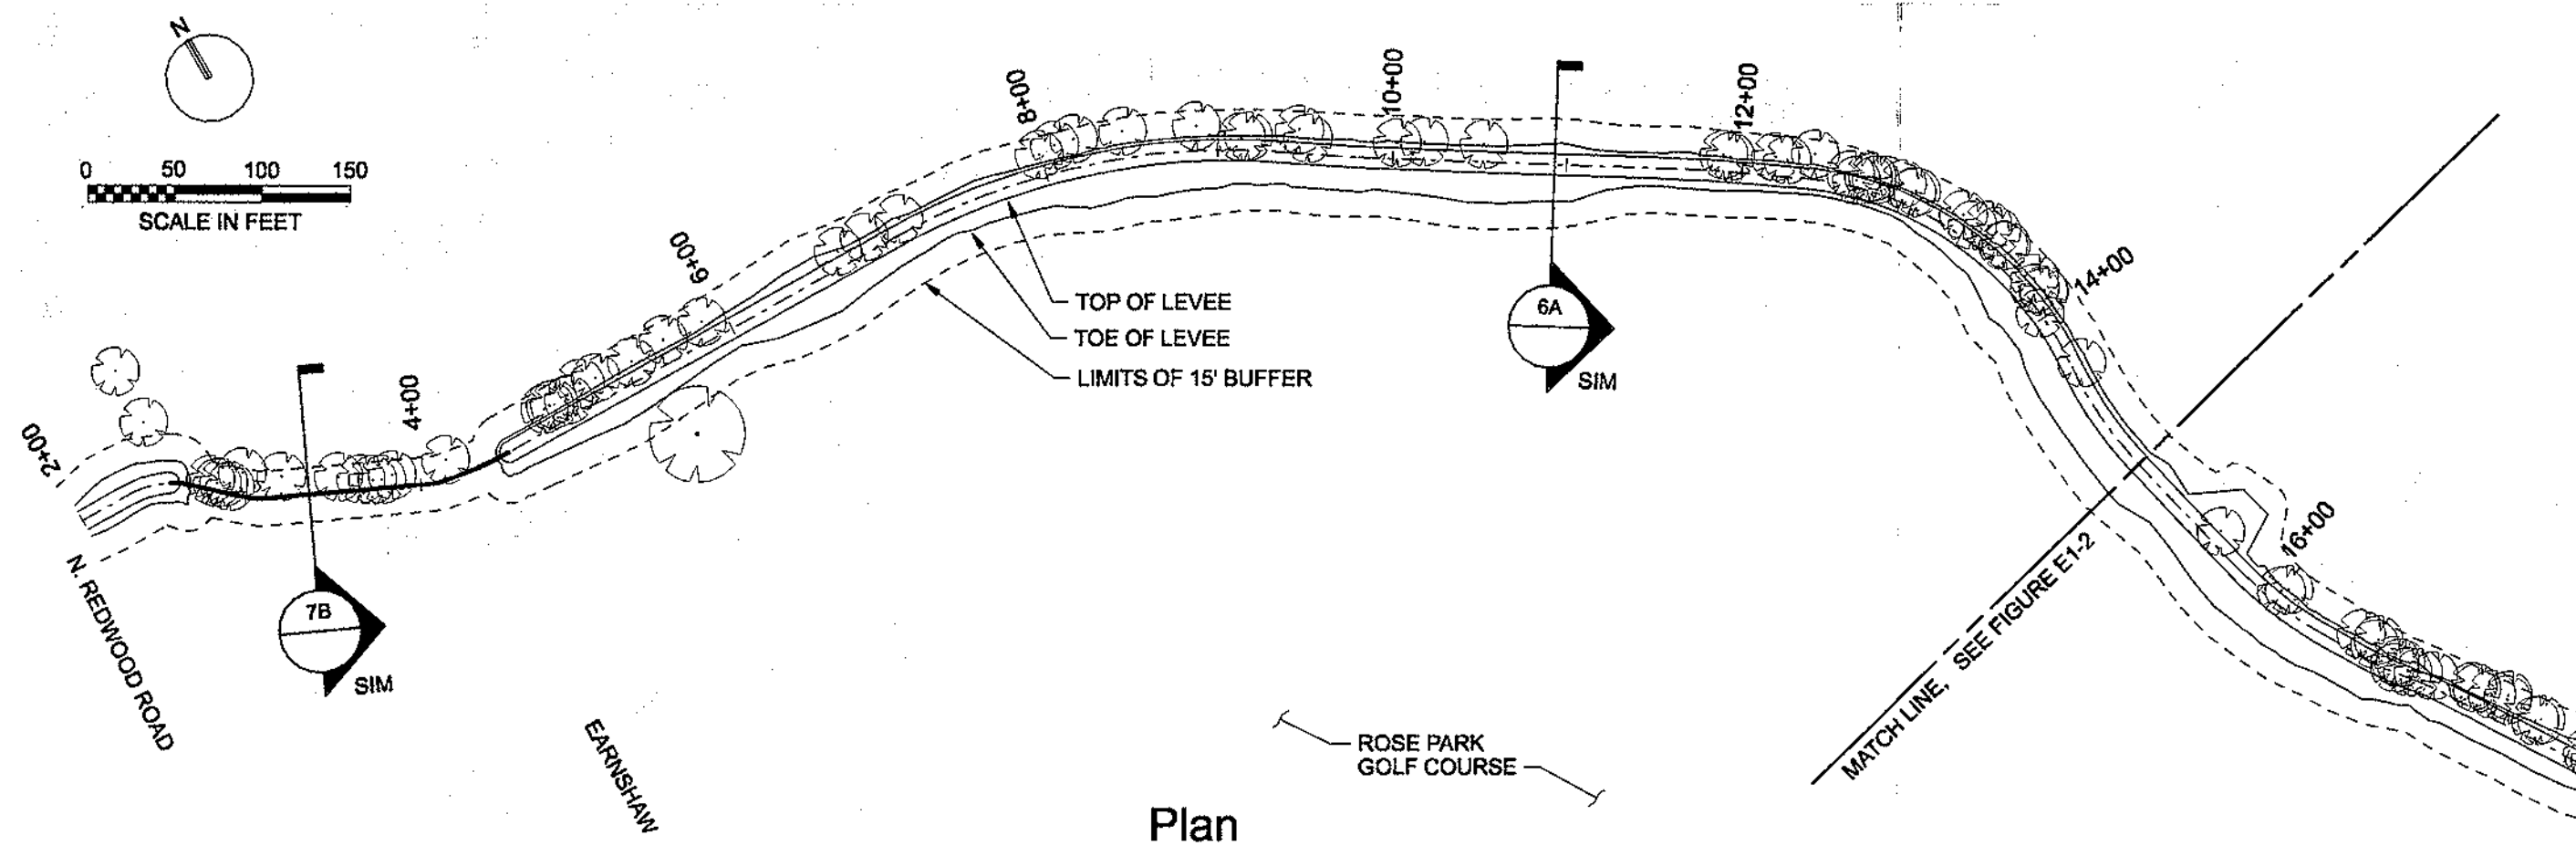 N
0 50 100 150
SCALE IN FEET
2+00
4+00
6+00
8+00
10+00
12+00
14+00
16+00
TOP OF LEVEE
TOE OF LEVEE
LIMITS OF 15' BUFFER
6A
SIM
7B
SIM
N. REDWOOD ROAD
EARNSHAW
ROSE PARK
GOLF COURSE
MATCH LINE, SEE FIGURE E1-2
Plan